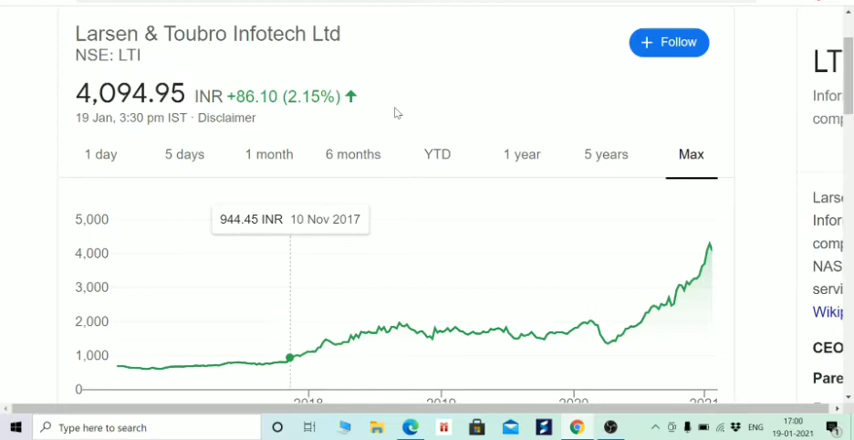 Larsen & Toubro Infotech Ltd
NSE: LTI
+ Follow
4,094.95 INR +86.10 (2.15%) ↑
19 Jan, 3:30 pm IST · Disclaimer
1 day 5 days 1 month 6 months YTD 1 year 5 years Max
944.45 INR 10 Nov 2017
5,000
4,000
3,000
2,000
1,000
0
2018 2019 2020 2021
LT
Infor
comp
Larse
Infor
comp
NAS
servi
Wikip
CEO
Pare
Type here to search
ENG
17:00
19-01-2021